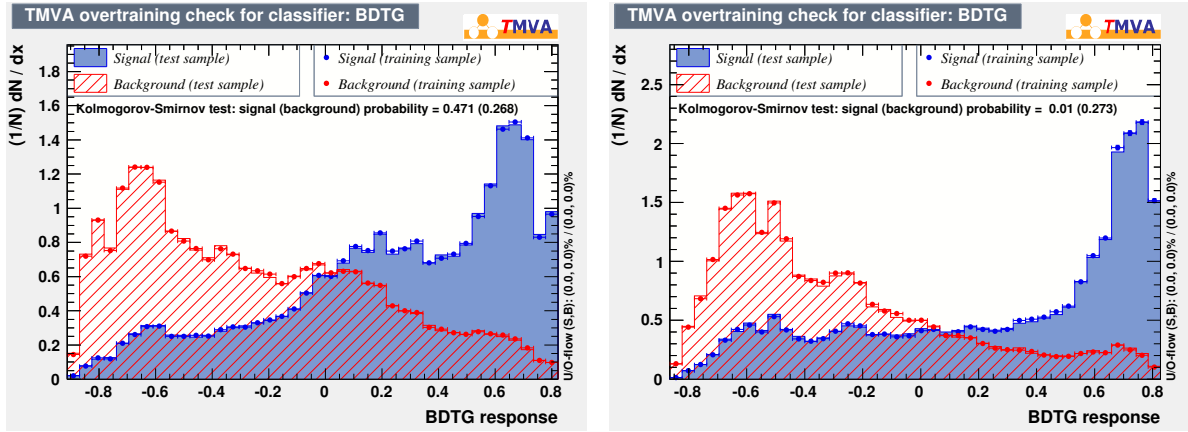 TMVA overtraining check for classifier: BDTG
TMVA
Signal (test sample)
Background (test sample)
Signal (training sample)
Background (training sample)
Kolmogorov-Smirnov test: signal (background) probability = 0.471 (0.268)
(1/N) dN / dx
1.8
1.6
1.4
1.2
1
0.8
0.6
0.4
0.2
0
-0.8 -0.6 -0.4 -0.2 0 0.2 0.4 0.6 0.8
BDTG response
U/O-flow (S,B): (0.0, 0.0)% / (0.0, 0.0)%
TMVA overtraining check for classifier: BDTG
TMVA
Signal (test sample)
Background (test sample)
Signal (training sample)
Background (training sample)
Kolmogorov-Smirnov test: signal (background) probability = 0.01 (0.273)
(1/N) dN / dx
2.5
2
1.5
1
0.5
0
-0.8 -0.6 -0.4 -0.2 0 0.2 0.4 0.6 0.8
BDTG response
U/O-flow (S,B): (0.0, 0.0)% / (0.0, 0.0)%